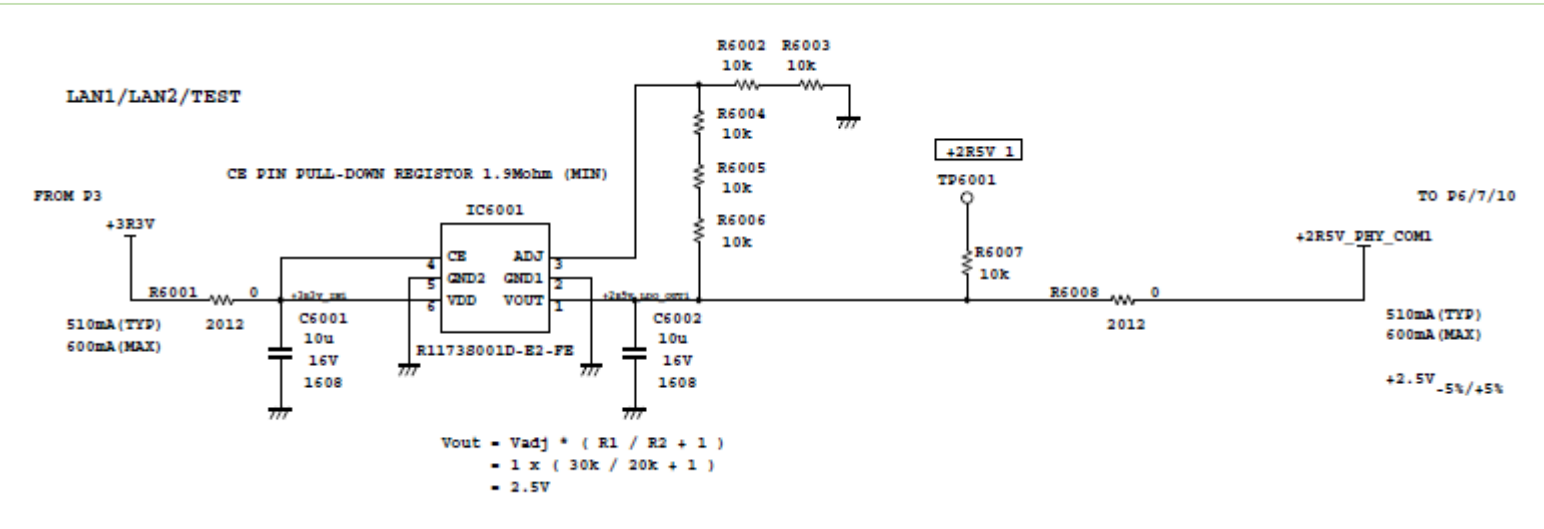 R6002 R6003
10k 10k
LAN1/LAN2/TEST
R6004
10k
+2R5V 1
CE PIN PULL-DOWN REGISTOR 1.9Mohm (MIN)
R6005
10k
TP6001
FROM P3
TO P6/7/10
IC6001
R6006
10k
+3R3V
+2R5V_PHY_COM1
CE ADJ
4 3
R6007
10k
GND2 GND1
5 2
R6001 0
VDD VOUT
6 1
R6008 0
510mA(TYP)
600mA(MAX)
2012
C6001
10u
16V
1608
R1173S001D-E2-FE
C6002
10u
16V
1608
2012
510mA(TYP)
600mA(MAX)
+2.5V -5%/+5%
Vout = Vadj * ( R1 / R2 + 1 )
= 1 x ( 30k / 20k + 1 )
= 2.5V